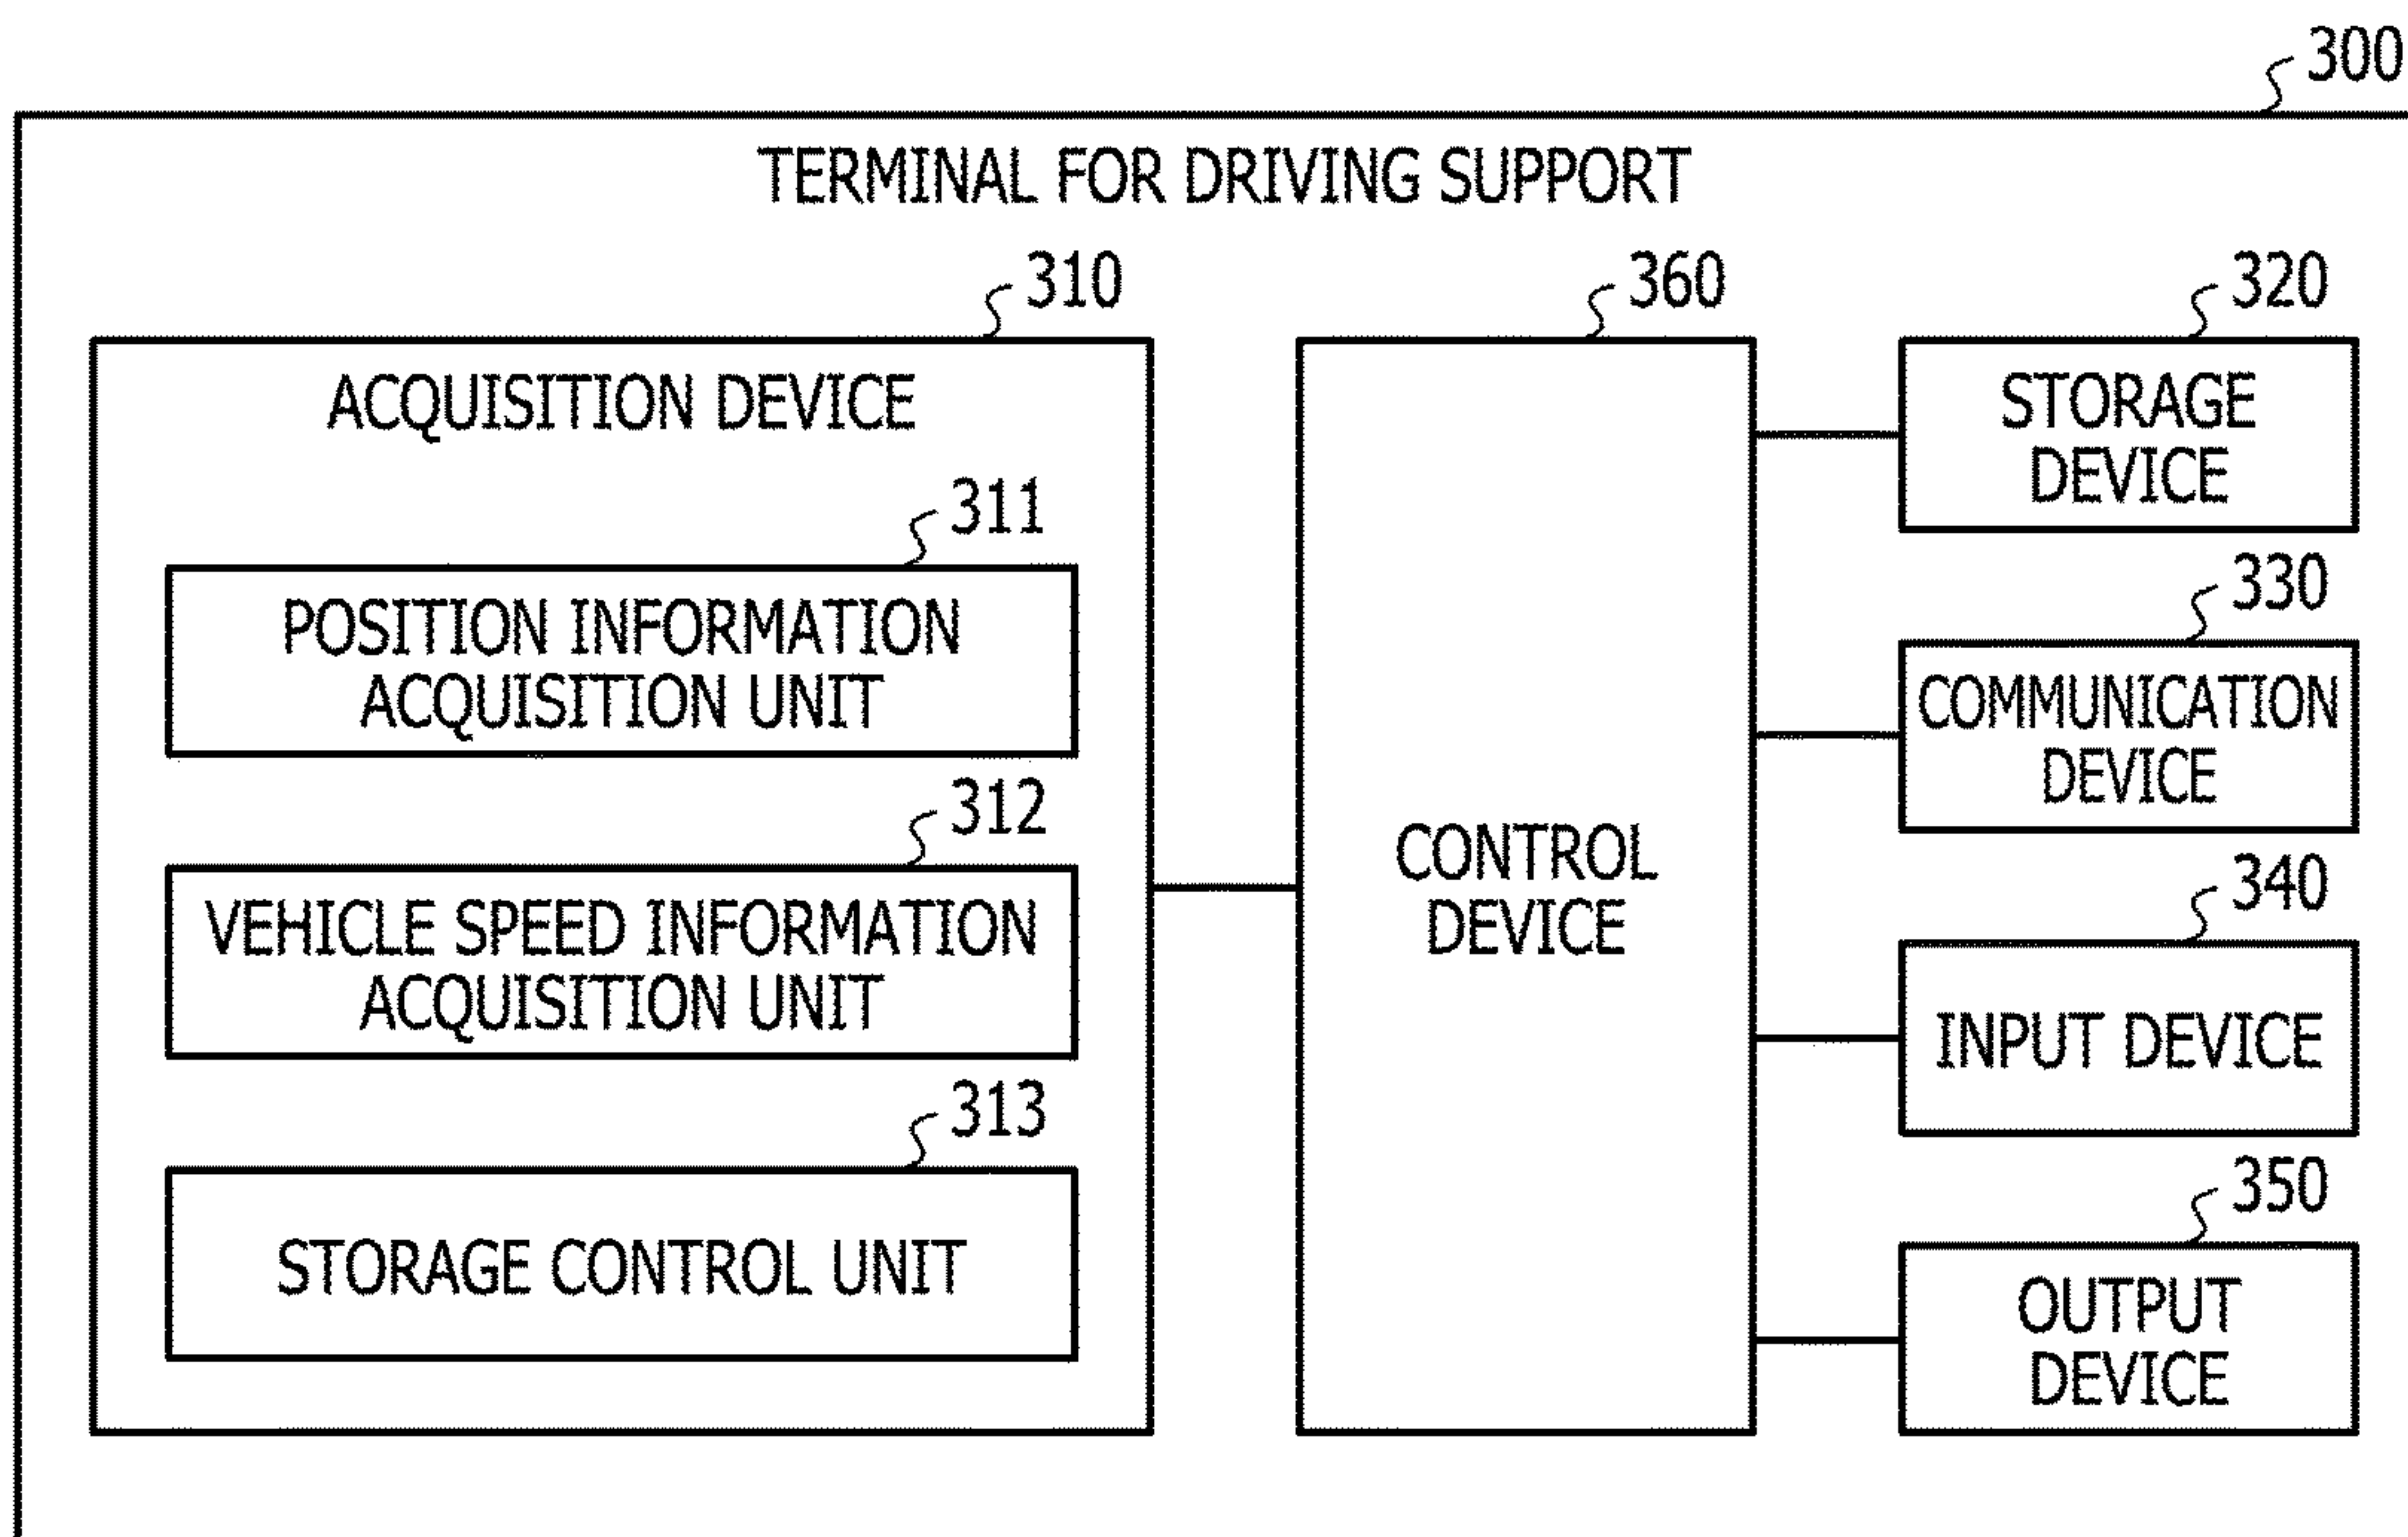 300
TERMINAL FOR DRIVING SUPPORT
310
ACQUISITION DEVICE
311
POSITION INFORMATION
ACQUISITION UNIT
312
VEHICLE SPEED INFORMATION
ACQUISITION UNIT
313
STORAGE CONTROL UNIT
360
CONTROL
DEVICE
320
STORAGE
DEVICE
330
COMMUNICATION
DEVICE
340
INPUT DEVICE
350
OUTPUT
DEVICE